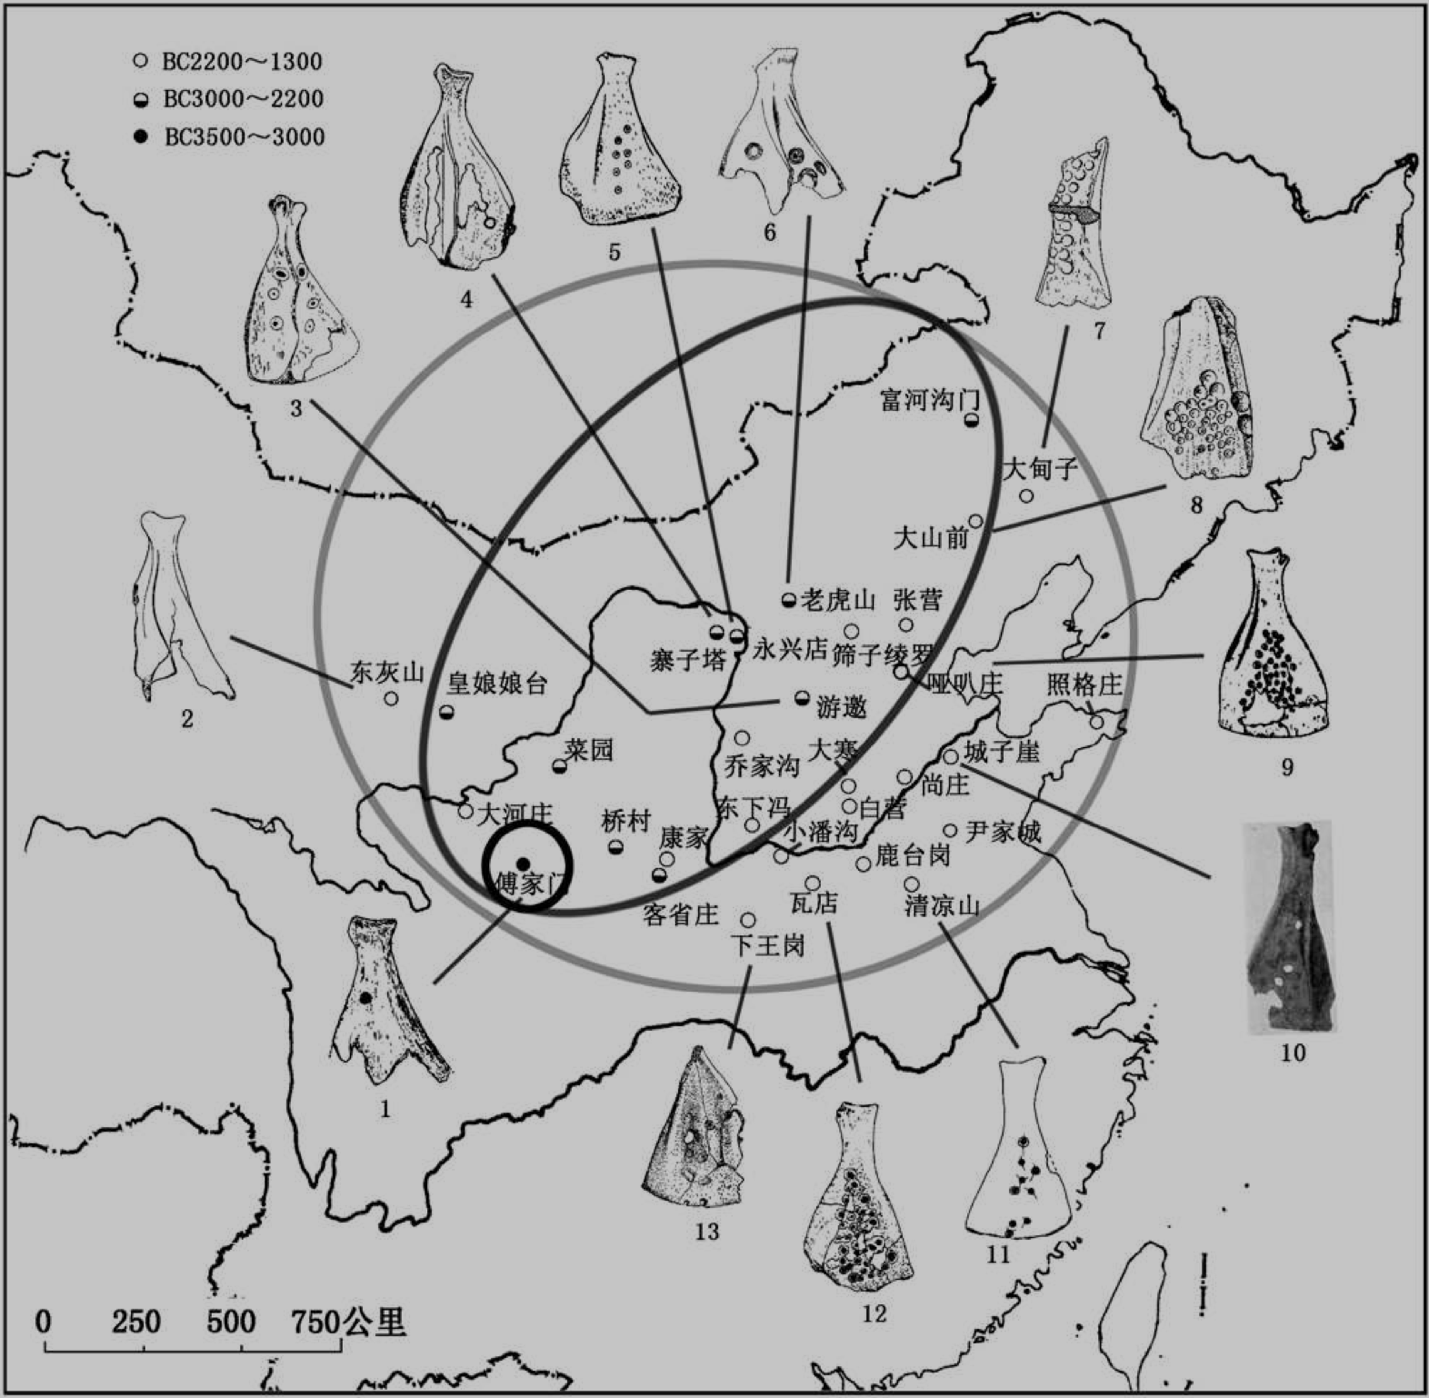 BC2200～1300
BC3000～2200
BC3500～3000
4
5
6
7
3
8
富河沟门
大甸子
大山前
老虎山
张营
永兴店
筛子绫罗
寨子塔
东灰山
皇娘娘台
哑叭庄
照格庄
2
游邀
9
菜园
乔家沟
大寒
城子崖
尚庄
大河庄
桥村
东下冯
白营
康家
小潘沟
尹家城
鹿台岗
傅家门
客省庄
瓦店
清凉山
下王岗
10
1
13
11
12
0 250 500 750公里